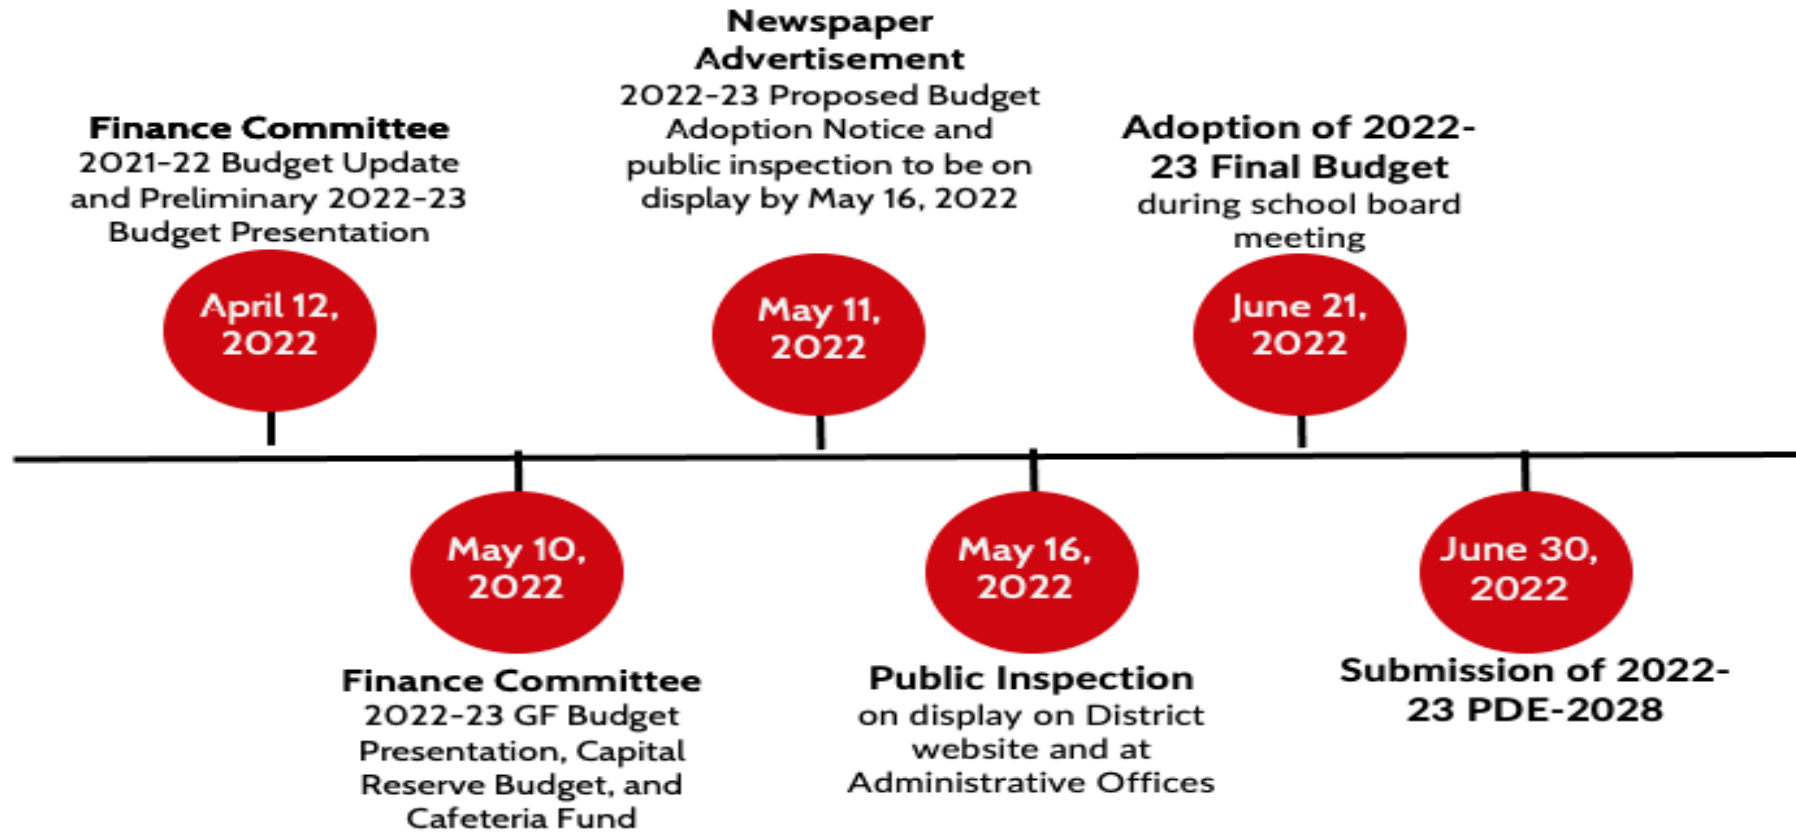 Finance Committee
2021-22 Budget Update
and Preliminary 2022-23
Budget Presentation
April 12,
2022
Finance Committee
2022-23 GF Budget
Presentation, Capital
Reserve Budget, and
Cafeteria Fund
May 10,
2022
Newspaper
Advertisement
2022-23 Proposed Budget
Adoption Notice and
public inspection to be on
display by May 16, 2022
May 11,
2022
May 16,
2022
Public Inspection
on display on District
website and at
Administrative Offices
Adoption of 2022-
23 Final Budget
during school board
meeting
June 21,
2022
June 30,
2022
Submission of 2022-
23 PDE-2028